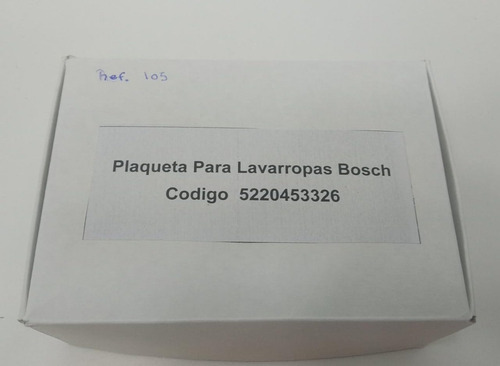 Ref. 105
Plaqueta Para Lavarropas Bosch
Codigo 5220453326